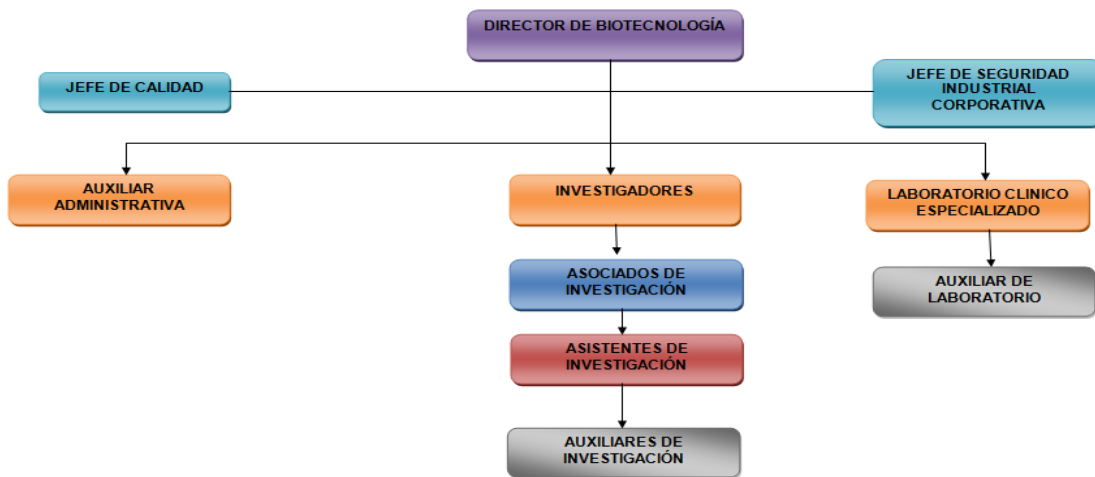 DIRECTOR DE BIOTECNOLOGÍA
JEFE DE CALIDAD
JEFE DE SEGURIDAD
INDUSTRIAL
CORPORATIVA
AUXILIAR
ADMINISTRATIVA
INVESTIGADORES
LABORATORIO CLINICO
ESPECIALIZADO
ASOCIADOS DE
INVESTIGACIÓN
AUXILIAR DE
LABORATORIO
ASISTENTES DE
INVESTIGACIÓN
AUXILIARES DE
INVESTIGACIÓN